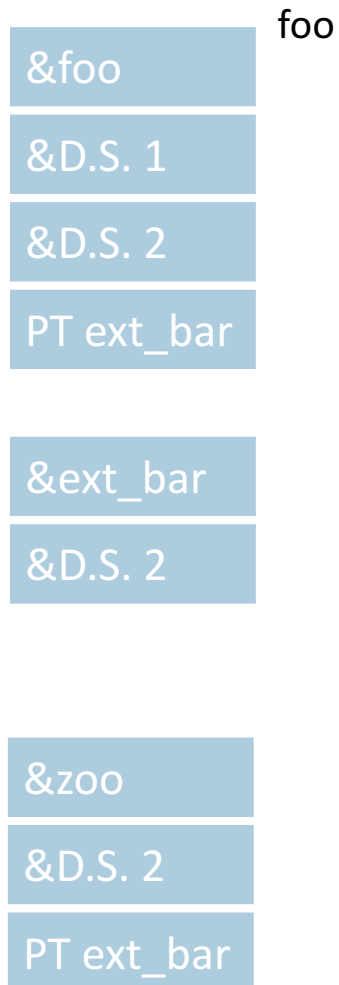 foo
&foo
&D.S. 1
&D.S. 2
PT ext_bar
&ext_bar
&D.S. 2
&zoo
&D.S. 2
PT ext_bar